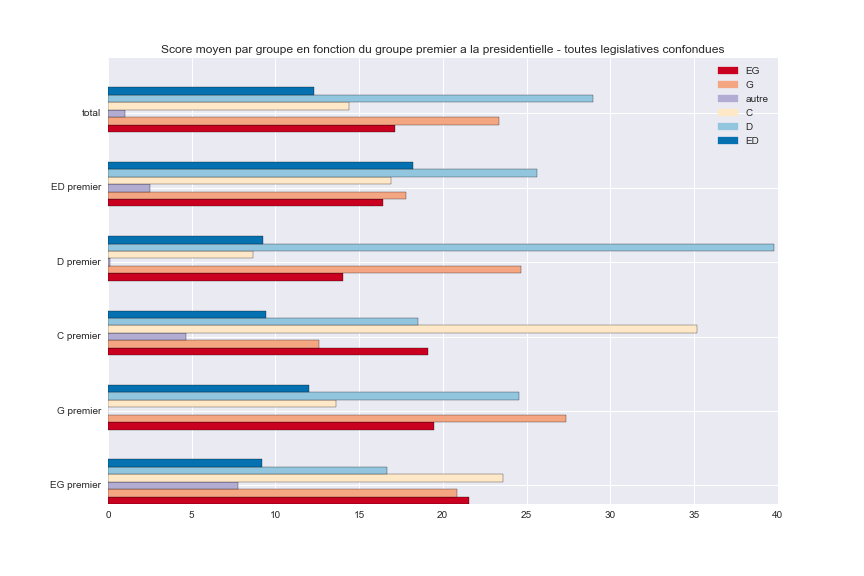 Score moyen par groupe en fonction du groupe premier a la presidentielle - toutes legislatives confondues
EG
G
autre
C
D
ED
total
ED premier
D premier
C premier
G premier
EG premier
0 5 10 15 20 25 30 35 40